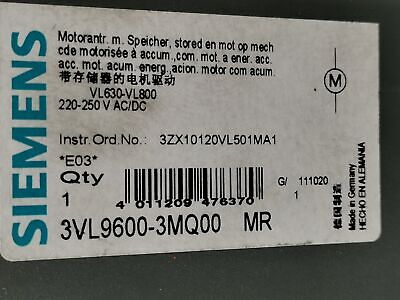 SIEMENS
Motorantr. m. Speicher, stored en mot op mech
cde motorisée à accum.,com. mot. a ener. acc.
acc. mot. acum. energ.,acion. motor com acum.
带存储器的电机驱动
VL630-VL800
220-250 V AC/DC
M
Instr.Ord.No.: 3ZX10120VL501MA1
*E03*
Qty
1
G/ 111020
1
4 011209 476370
3VL9600-3MQ00 MR
Made in Germany
HECHO EN ALEMANIA
德国制造